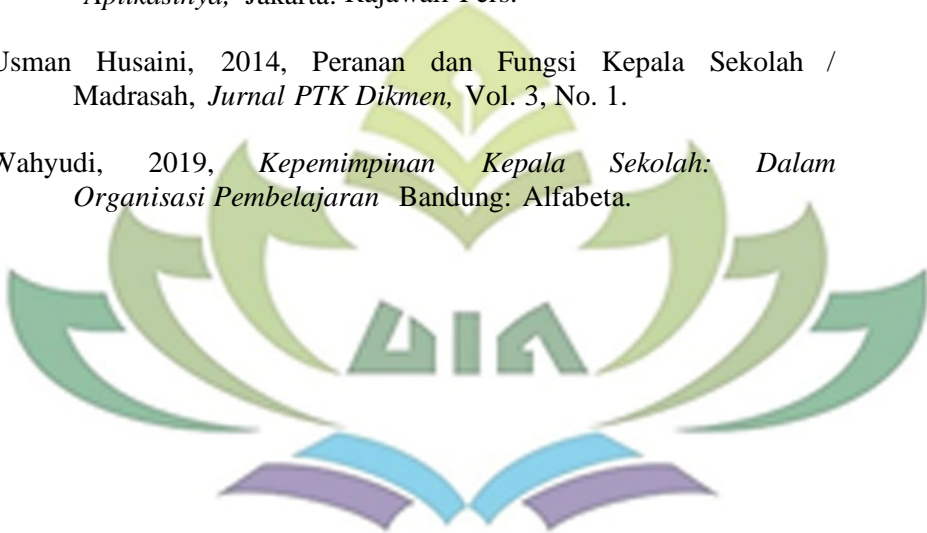 Aplikasinya, Jakarta: Rajawali Pers.
Usman Husaini, 2014, Peranan dan Fungsi Kepala Sekolah /
Madrasah, Jurnal PTK Dikmen, Vol. 3, No. 1.
Wahyudi, 2019, Kepemimpinan Kepala Sekolah: Dalam
Organisasi Pembelajaran Bandung: Alfabeta.
UIN